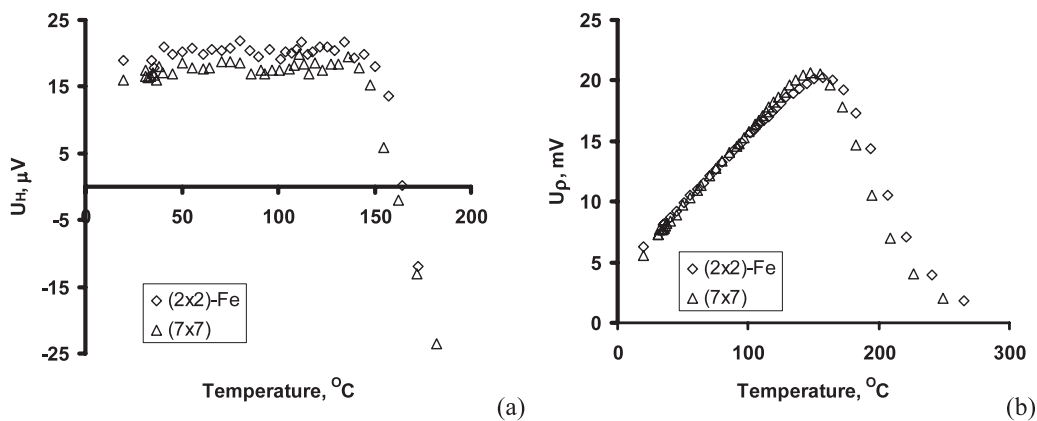 25
15
5
-5
-15
-25
0
50
100
150
200
U_H, μV
(2x2)-Fe
(7x7)
Temperature, °C
(a)
25
20
15
10
5
0
0
100
200
300
Uρ, mV
(2x2)-Fe
(7x7)
Temperature, °C
(b)